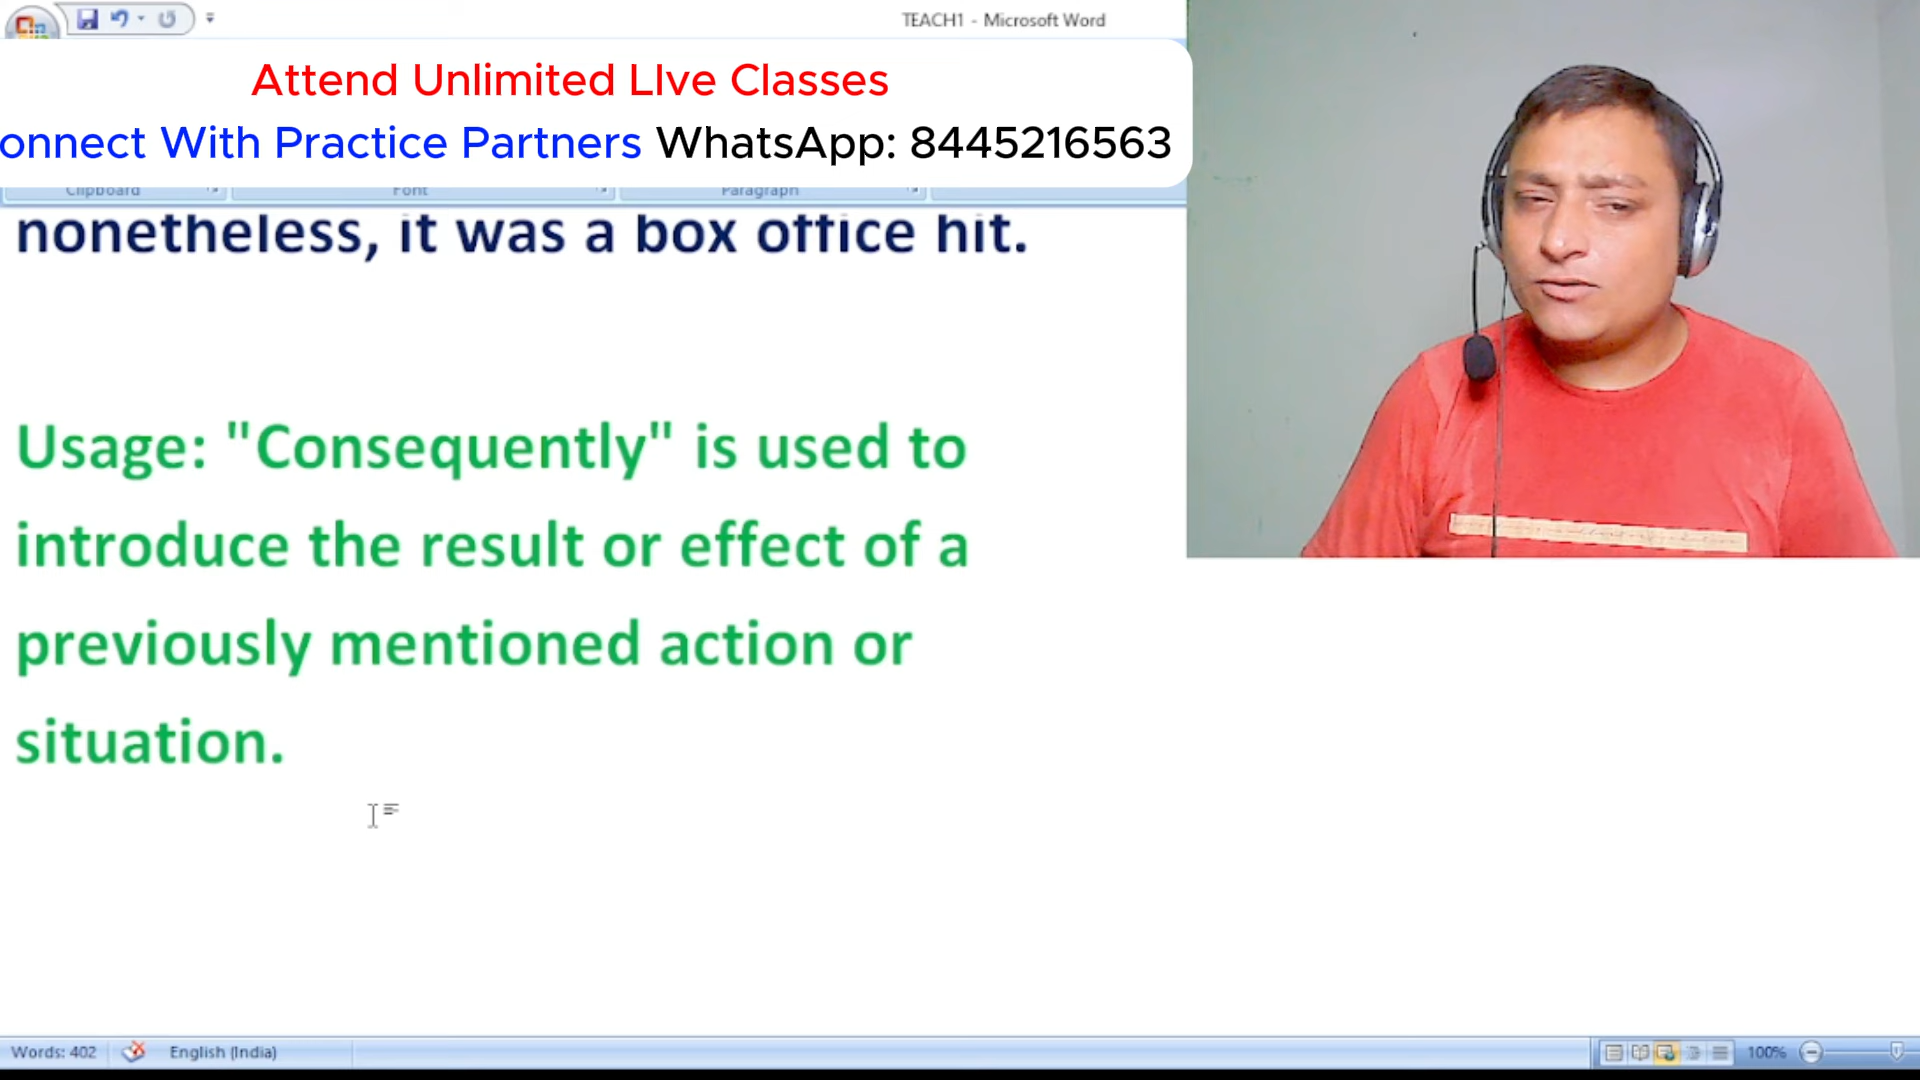 TEACH1 - Microsoft Word
Attend Unlimited LIve Classes
onnect With Practice Partners WhatsApp: 8445216563
Clipboard Font Paragraph
nonetheless, it was a box office hit.
Usage: "Consequently" is used to
introduce the result or effect of a
previously mentioned action or
situation.
Words: 402 English (India) 100%